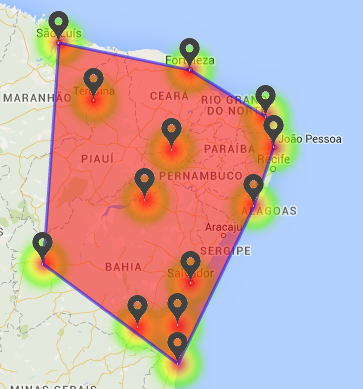 São Luís
Fortaleza
Teresina
MARANHÃO
CEARÁ
RIO GRANDE
DO NORTE
João Pessoa
PARAÍBA
PIAUÍ
Recife
PERNAMBUCO
ALAGOAS
Aracaju
SERGIPE
BAHIA
Salvador
MINAS GERAIS